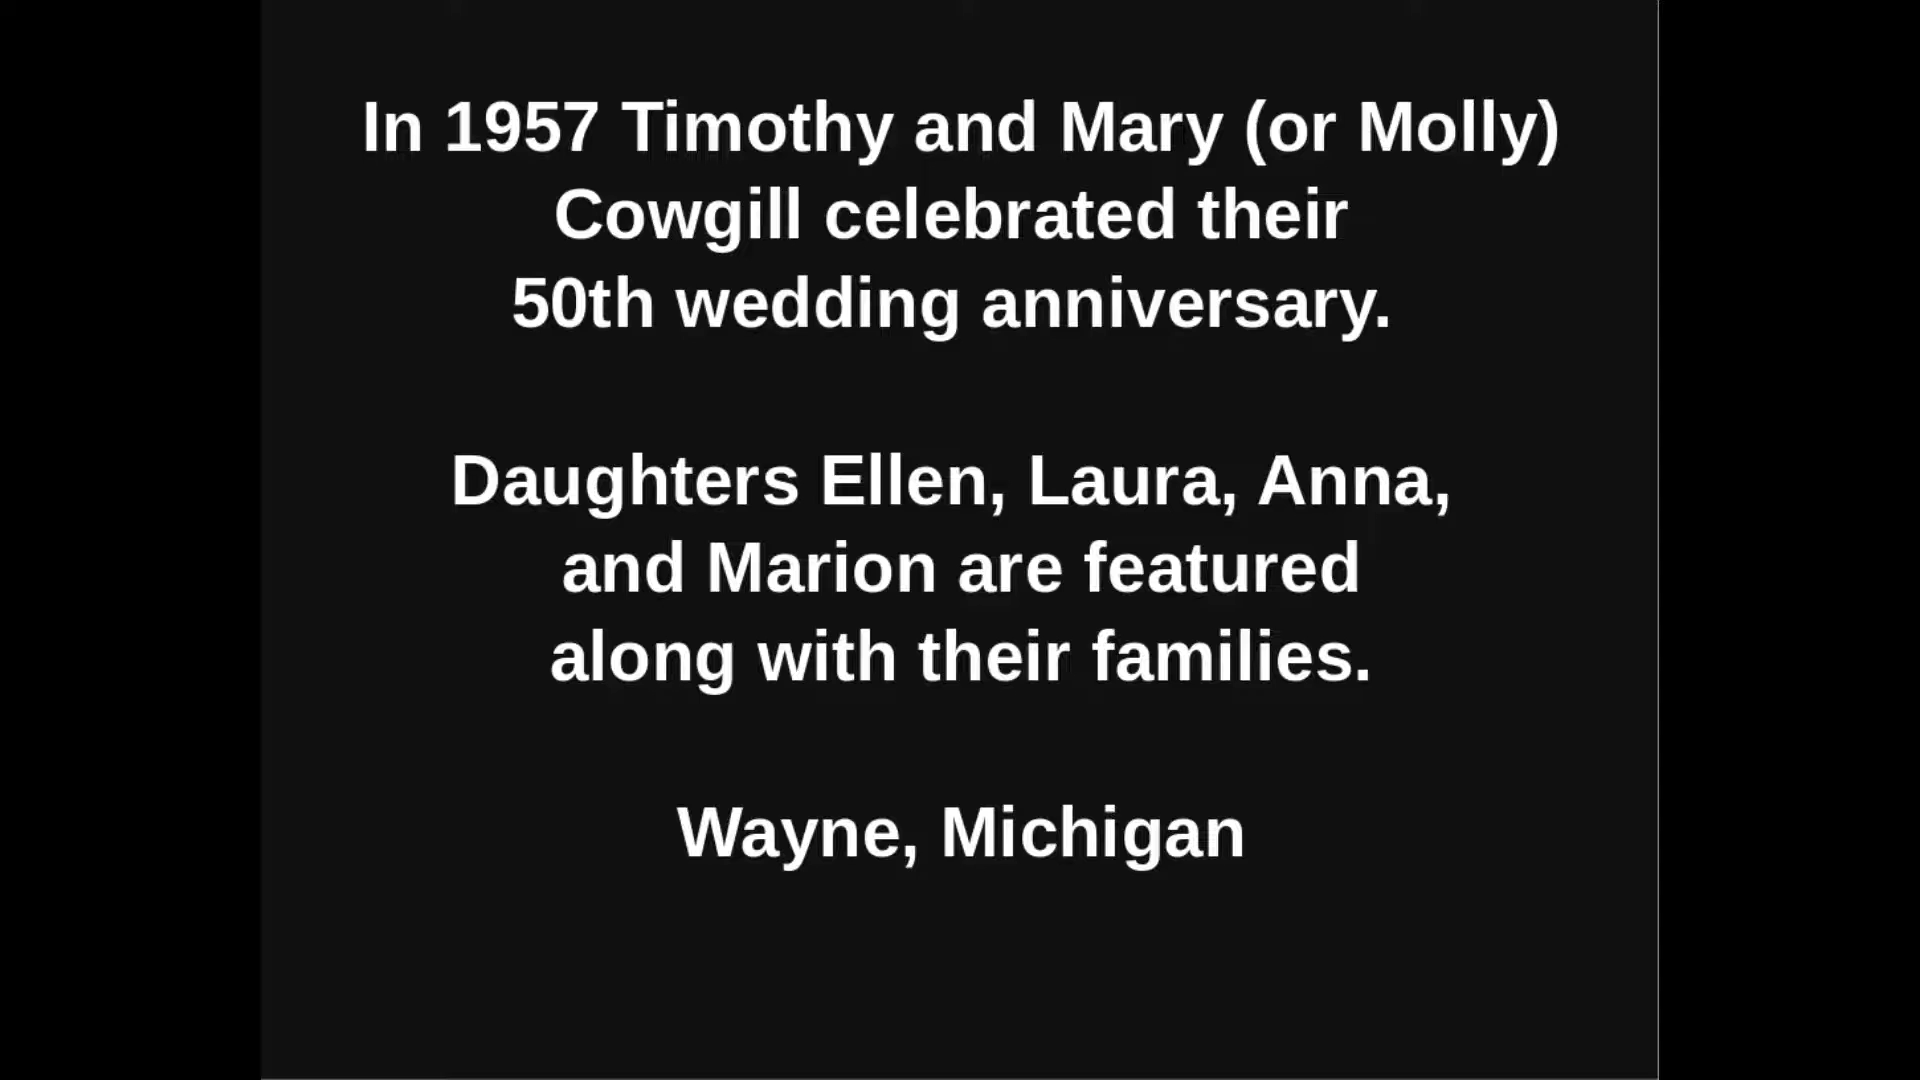 In 1957 Timothy and Mary (or Molly)
Cowgill celebrated their
50th wedding anniversary.
Daughters Ellen, Laura, Anna,
and Marion are featured
along with their families.
Wayne, Michigan